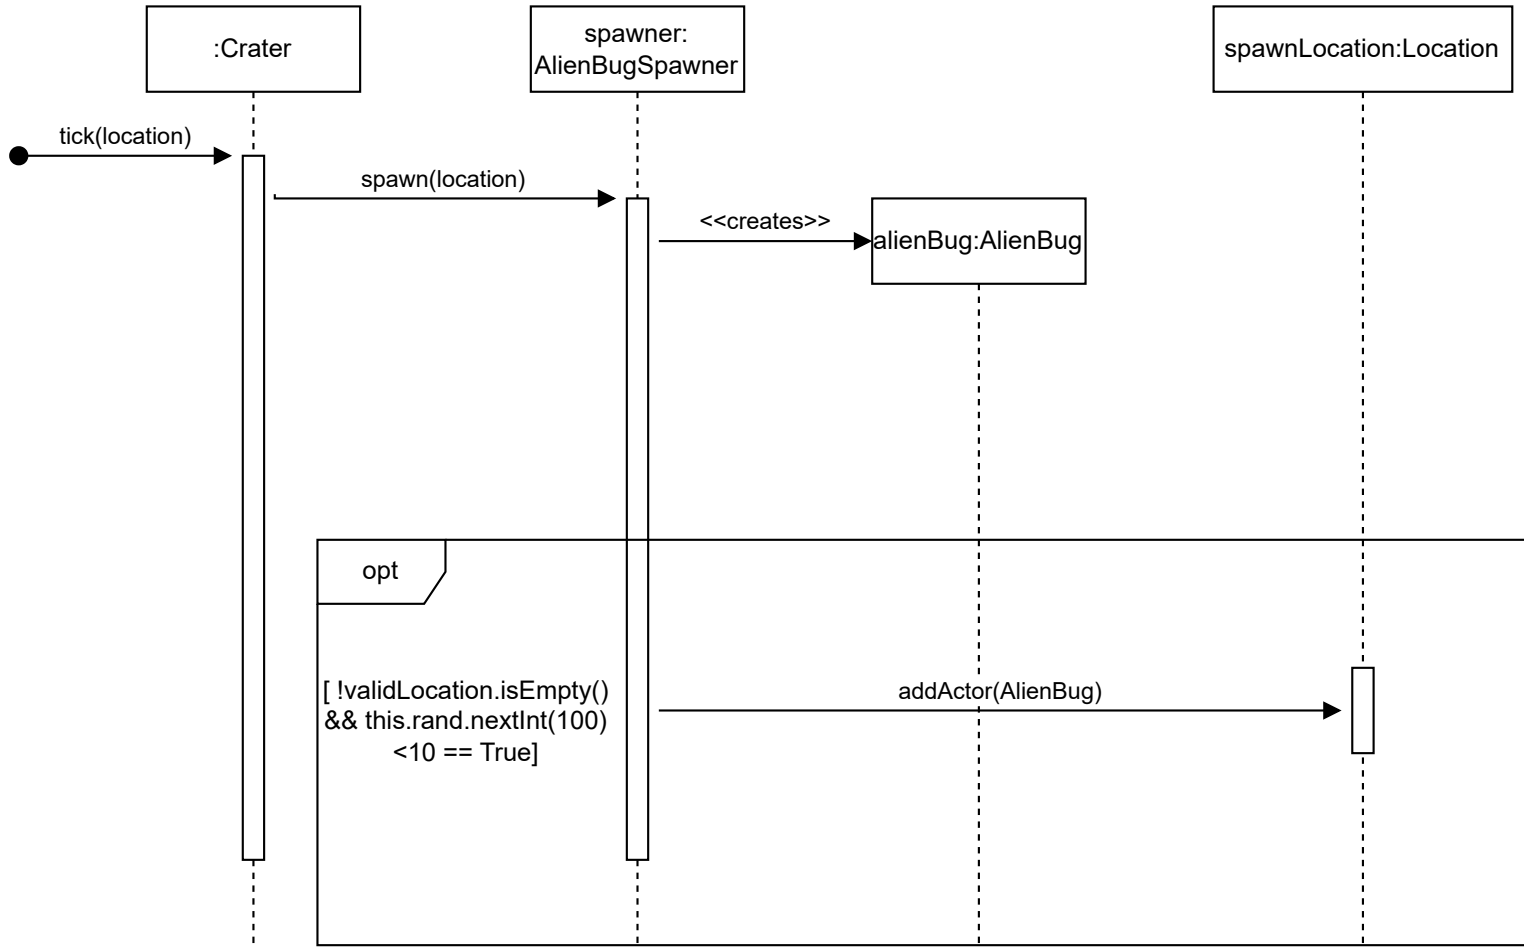 :Crater
spawner:
AlienBugSpawner
spawnLocation:Location
tick(location)
spawn(location)
<<creates>>
alienBug:AlienBug
opt
[ !validLocation.isEmpty()
&& this.rand.nextInt(100)
<10 == True]
addActor(AlienBug)